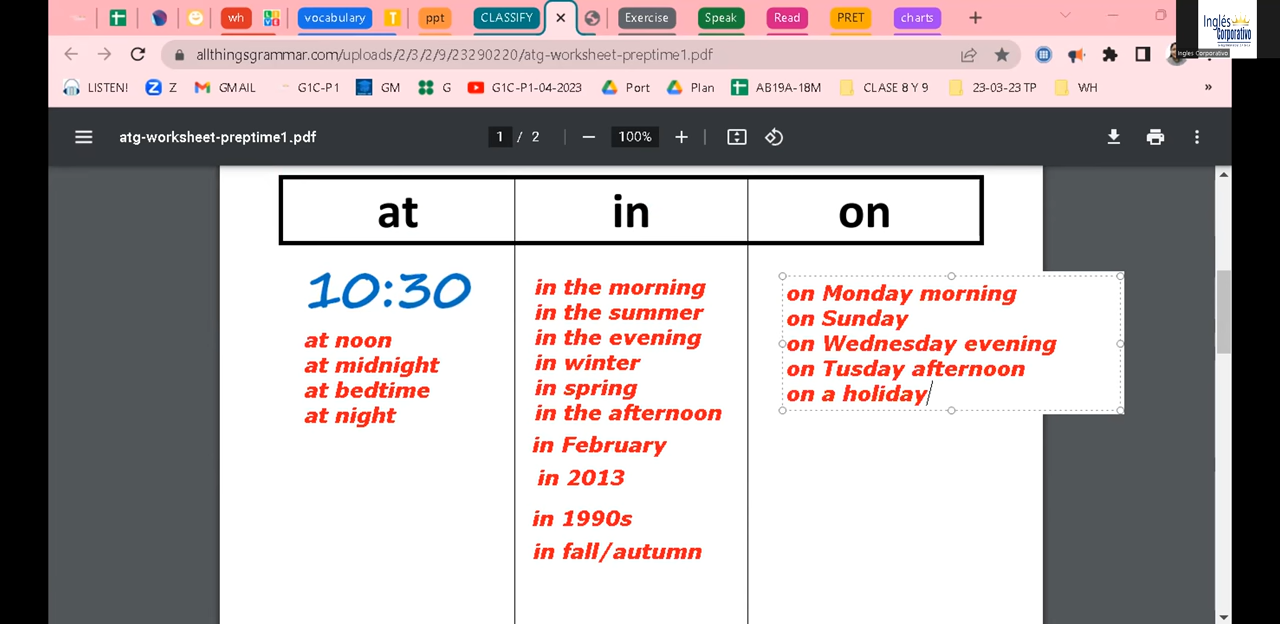 wh
vocabulary
T
ppt
CLASSIFY
Exercise
Speak
Read
PRET
charts
Inglés
Corporativo
Inglés Corporativo
allthingsgrammar.com/uploads/2/3/2/9/23290220/atg-worksheet-preptime1.pdf
LISTEN!
Z
GMAIL
G1C-P1
GM
G
G1C-P1-04-2023
Port
Plan
AB19A-18M
CLASE 8 Y 9
23-03-23 TP
WH
»
atg-worksheet-preptime1.pdf
1 / 2
100%
at
in
on
10:30
at noon
at midnight
at bedtime
at night
in the morning
in the summer
in the evening
in winter
in spring
in the afternoon
in February
in 2013
in 1990s
in fall/autumn
on Monday morning
on Sunday
on Wednesday evening
on Tusday afternoon
on a holiday